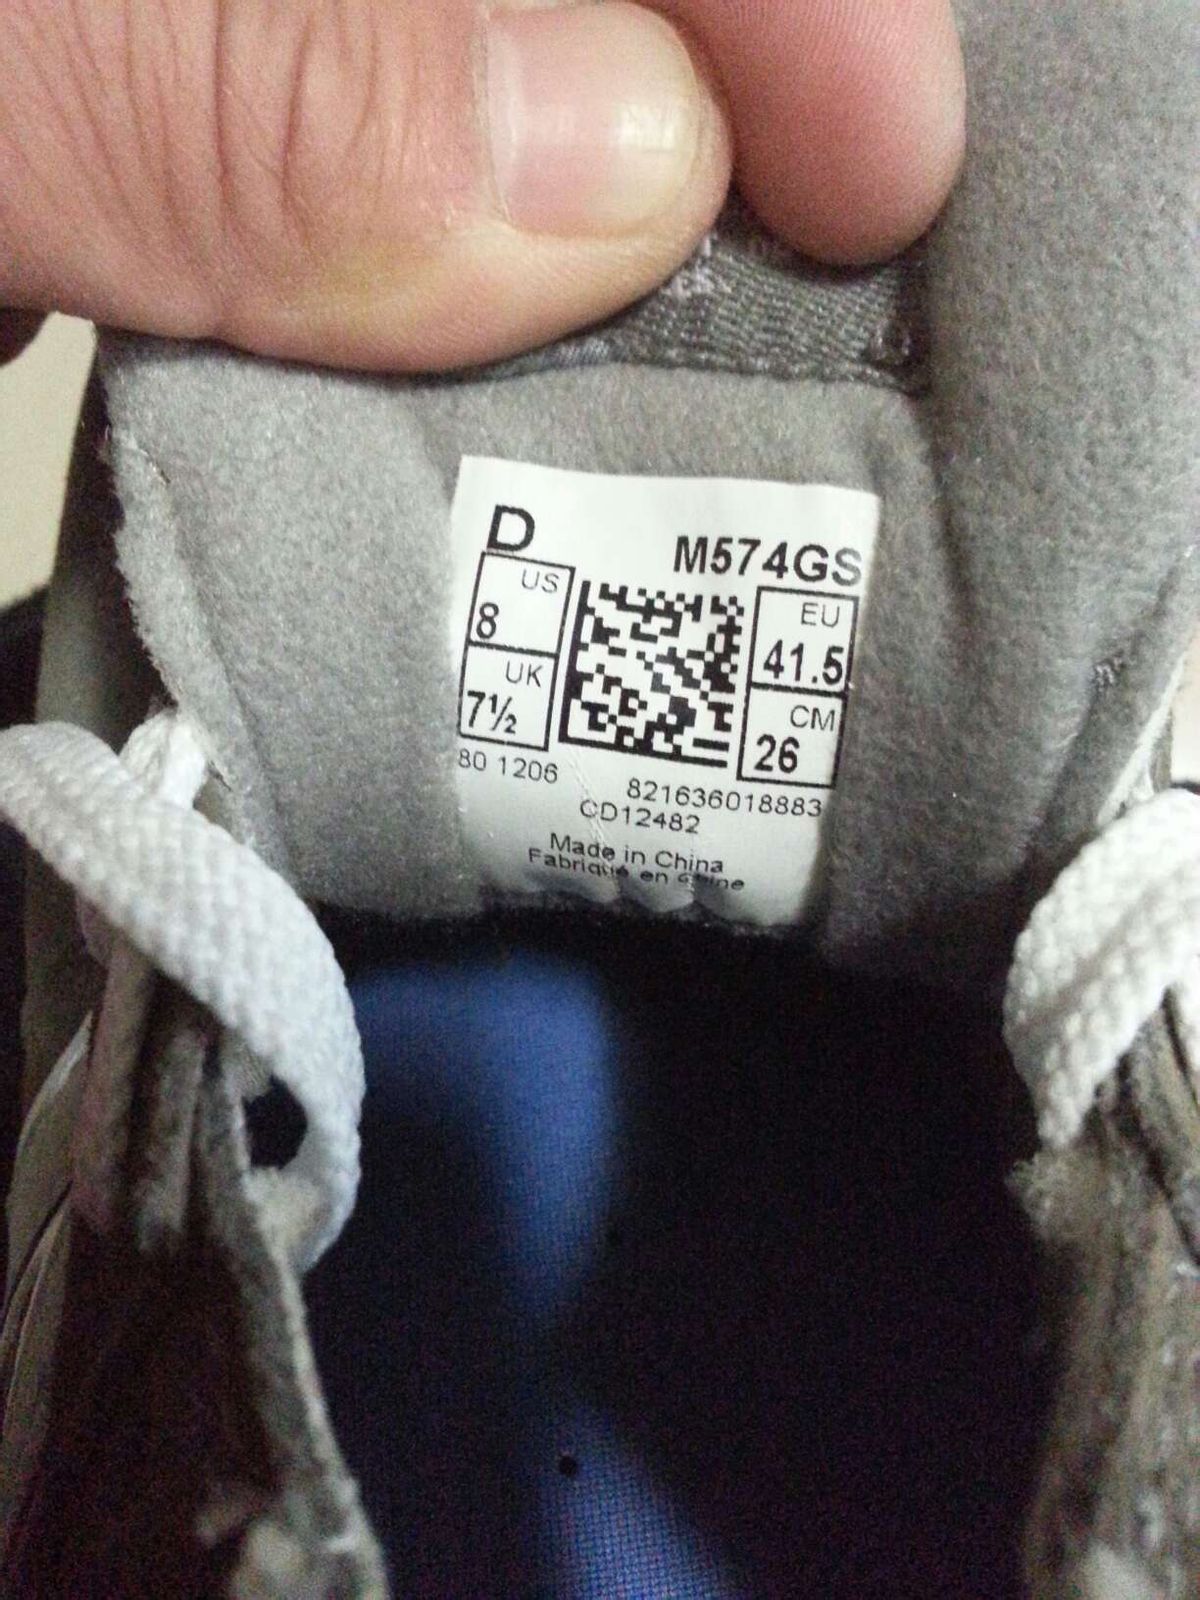 D
M574GS
US
8
UK
7½
EU
41.5
CM
26
80 1206
821636018883
CD12482
Made in China
Fabriqué en Chine